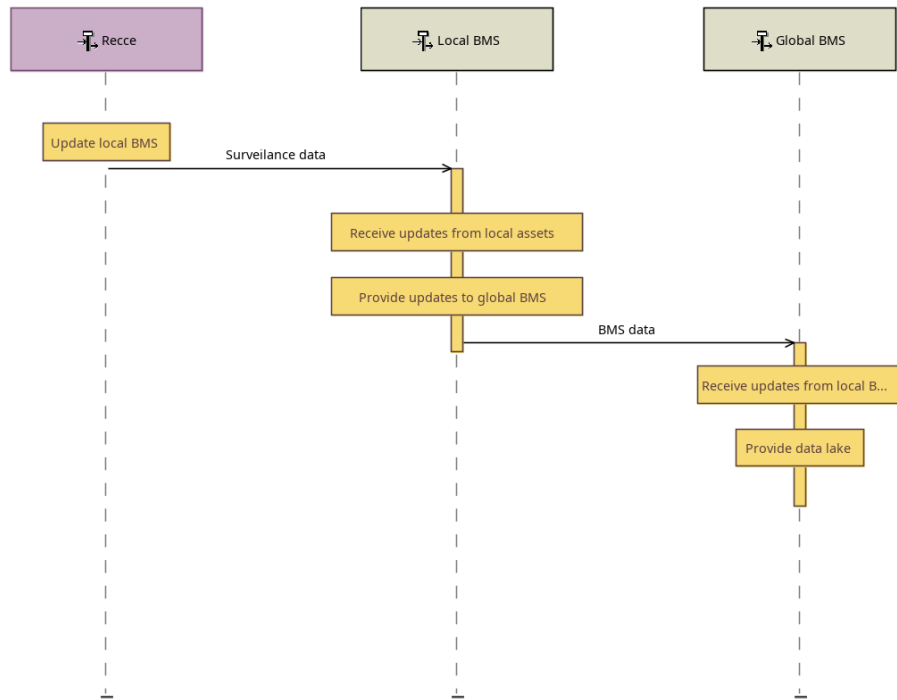 Recce
Local BMS
Global BMS
Update local BMS
Surveilance data
Receive updates from local assets
Provide updates to global BMS
BMS data
Receive updates from local B...
Provide data lake